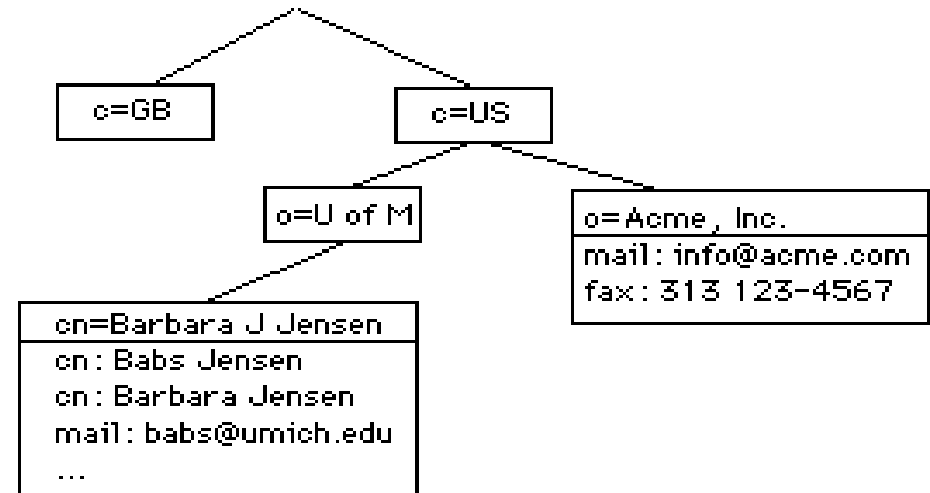 c=GB
c=US
o=U of M
o=Acme, Inc.
mail: info@acme.com
fax: 313 123-4567
cn=Barbara J Jensen
cn: Babs Jensen
cn: Barbara Jensen
mail: babs@umich.edu
...